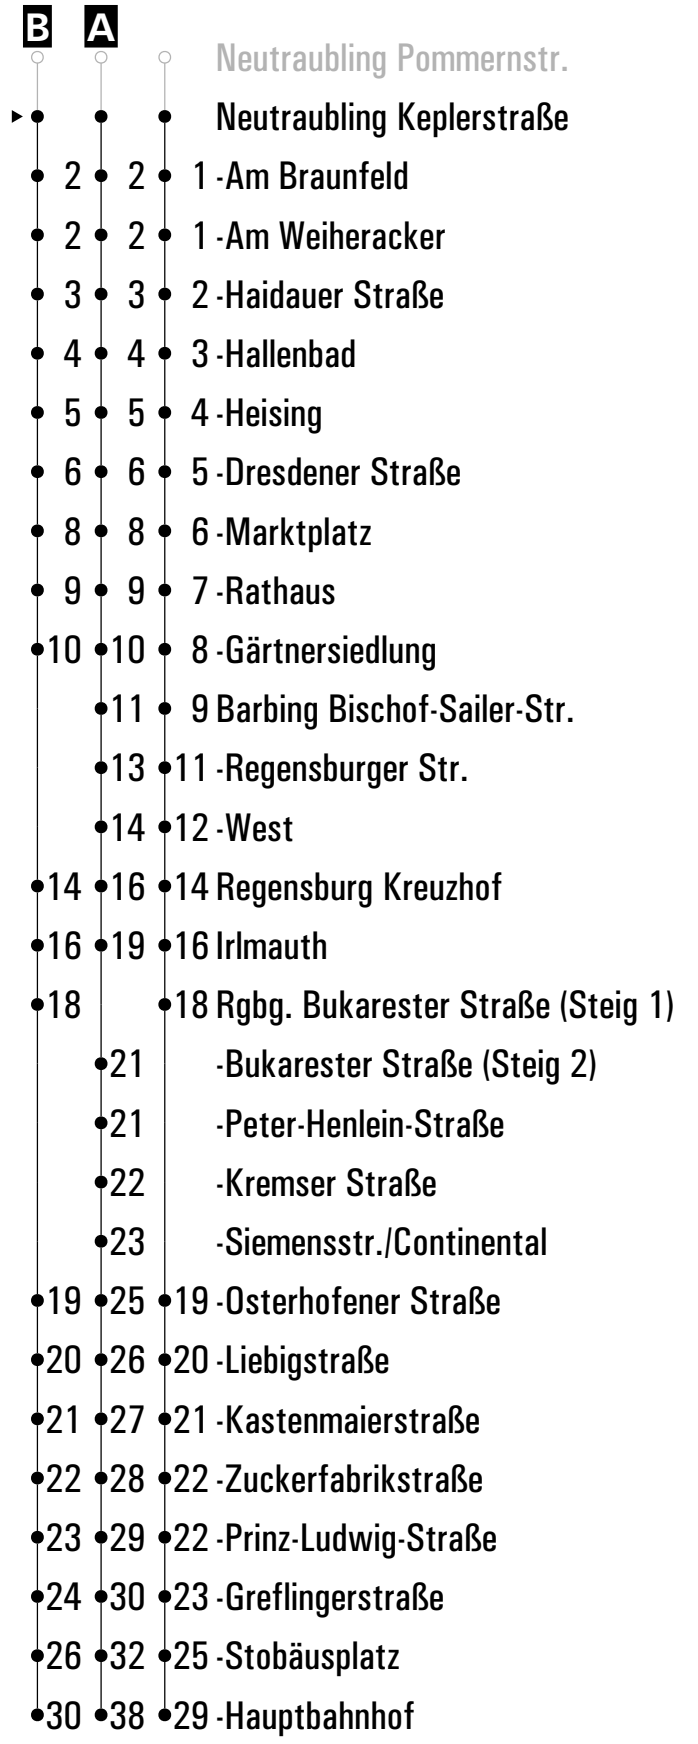 B A
Neutraubling Pommernstr.
Neutraubling Keplerstraße
2 2 1 -Am Braunfeld
2 2 1 -Am Weiheracker
3 3 2 -Haidauer Straße
4 4 3 -Hallenbad
5 5 4 -Heising
6 6 5 -Dresdener Straße
8 8 6 -Marktplatz
9 9 7 -Rathaus
10 10 8 -Gärtnersiedlung
11 9 Barbing Bischof-Sailer-Str.
13 11 -Regensburger Str.
14 12 -West
14 16 14 Regensburg Kreuzhof
16 19 16 Irlmauth
18 18 Rgbg. Bukarester Straße (Steig 1)
21 -Bukarester Straße (Steig 2)
21 -Peter-Henlein-Straße
22 -Kremser Straße
23 -Siemensstr./Continental
19 25 19 -Osterhofener Straße
20 26 20 -Liebigstraße
21 27 21 -Kastenmaierstraße
22 28 22 -Zuckerfabrikstraße
23 29 22 -Prinz-Ludwig-Straße
24 30 23 -Greflingerstraße
26 32 25 -Stobäusplatz
30 38 29 -Hauptbahnhof